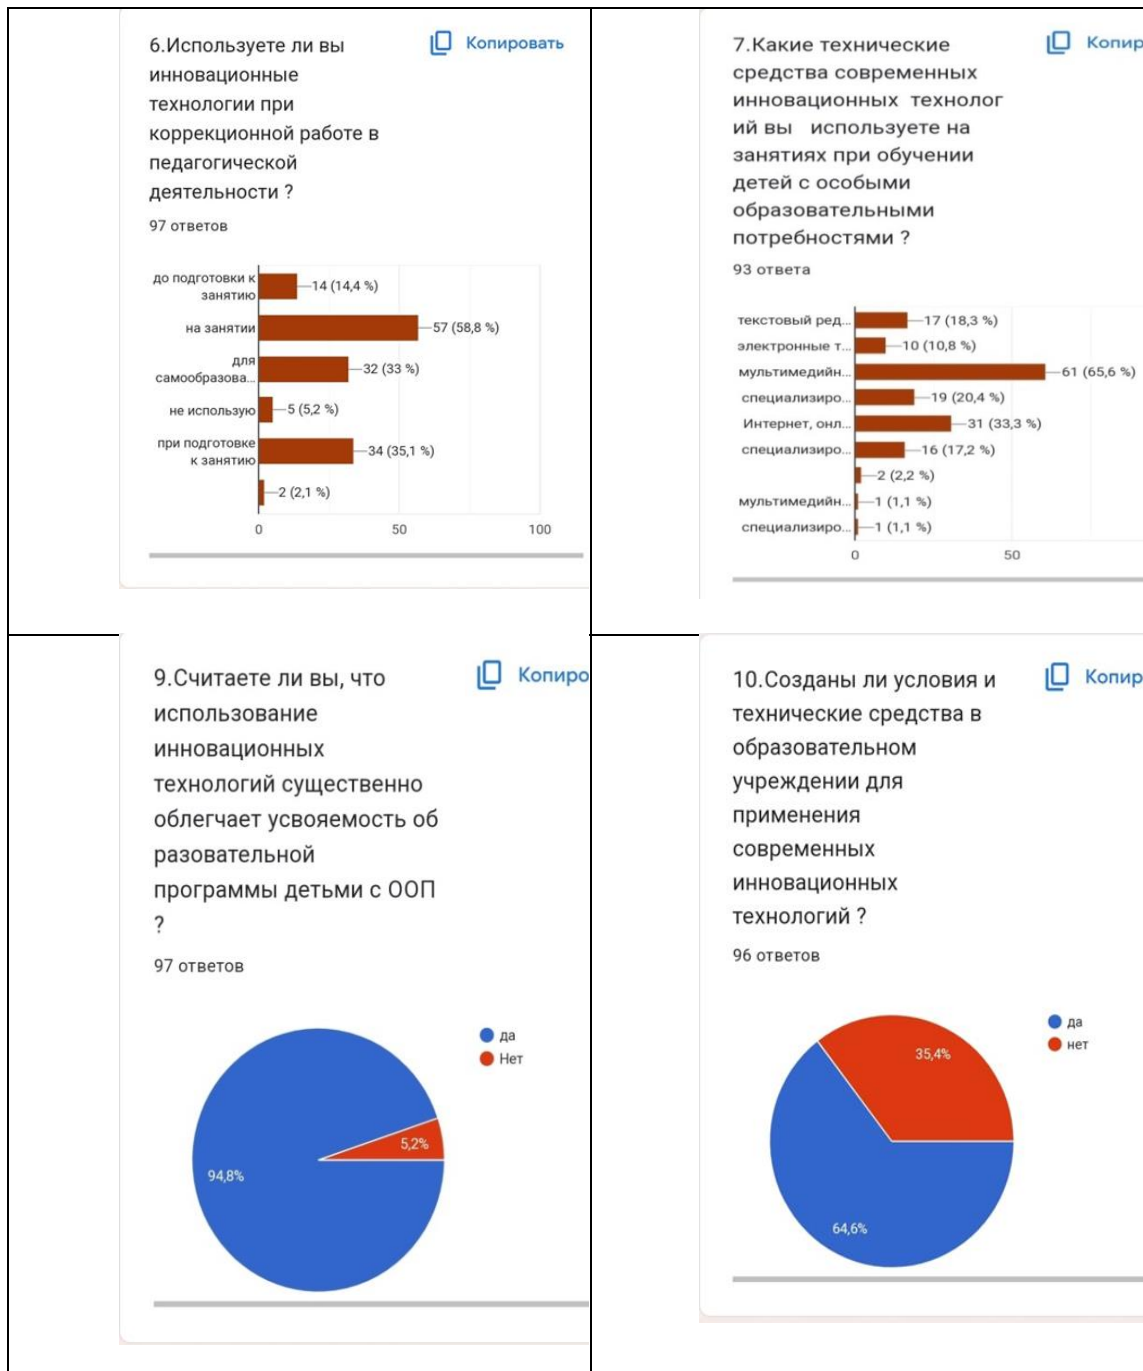 6.Используете ли вы
инновационные
технологии при
коррекционной работе в
педагогической
деятельности ?
Копировать
97 ответов
до подготовки к
занятию
14 (14,4 %)
на занятии
57 (58,8 %)
для
самообразова...
32 (33 %)
не использую
5 (5,2 %)
при подготовке
к занятию
34 (35,1 %)
2 (2,1 %)
0 50 100
7.Какие технические
средства современных
инновационных технолог
ий вы используете на
занятиях при обучении
детей с особыми
образовательными
потребностями ?
Копир
93 ответа
текстовый ред...
17 (18,3 %)
электронные т...
10 (10,8 %)
мультимедийн...
61 (65,6 %)
специализиро...
19 (20,4 %)
Интернет, онл...
31 (33,3 %)
специализиро...
16 (17,2 %)
2 (2,2 %)
мультимедийн...
1 (1,1 %)
специализиро...
1 (1,1 %)
0 50
9.Считаете ли вы, что
использование
инновационных
технологий существенно
облегчает усвояемость об
разовательной
программы детьми с ООП
?
Копиро
97 ответов
да
Нет
5,2%
94,8%
10.Созданы ли условия и
технические средства в
образовательном
учреждении для
применения
современных
инновационных
технологий ?
Копир
96 ответов
да
нет
35,4%
64,6%